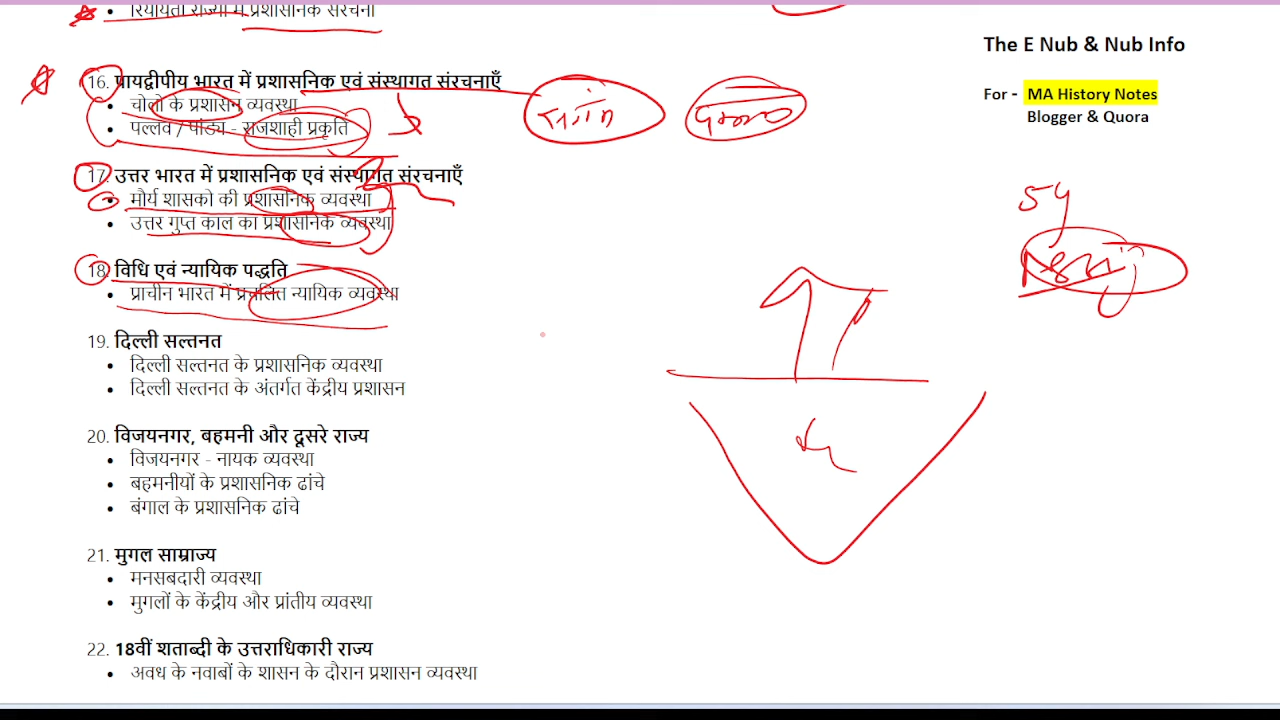 रियायती राज्यों में प्रशासनिक संरचना
16. प्रायद्वीपीय भारत में प्रशासनिक एवं संस्थागत संरचनाएँ
चोलों के प्रशासन व्यवस्था
पल्लव / पांड्य - राजशाही प्रकृति
17. उत्तर भारत में प्रशासनिक एवं संस्थागत संरचनाएँ
मौर्य शासको की प्रशासनिक व्यवस्था
उत्तर गुप्त काल का प्रशासनिक व्यवस्था
18. विधि एवं न्यायिक पद्धति
प्राचीन भारत में प्रचलित न्यायिक व्यवस्था
19. दिल्ली सल्तनत
दिल्ली सल्तनत के प्रशासनिक व्यवस्था
दिल्ली सल्तनत के अंतर्गत केंद्रीय प्रशासन
20. विजयनगर, बहमनी और दूसरे राज्य
विजयनगर - नायक व्यवस्था
बहमनीयों के प्रशासनिक ढांचे
बंगाल के प्रशासनिक ढांचे
21. मुगल साम्राज्य
मनसबदारी व्यवस्था
मुगलों के केंद्रीय और प्रांतीय व्यवस्था
22. 18वीं शताब्दी के उत्तराधिकारी राज्य
अवध के नवाबों के शासन के दौरान प्रशासन व्यवस्था
The E Nub & Nub Info
For - MA History Notes
Blogger & Quora